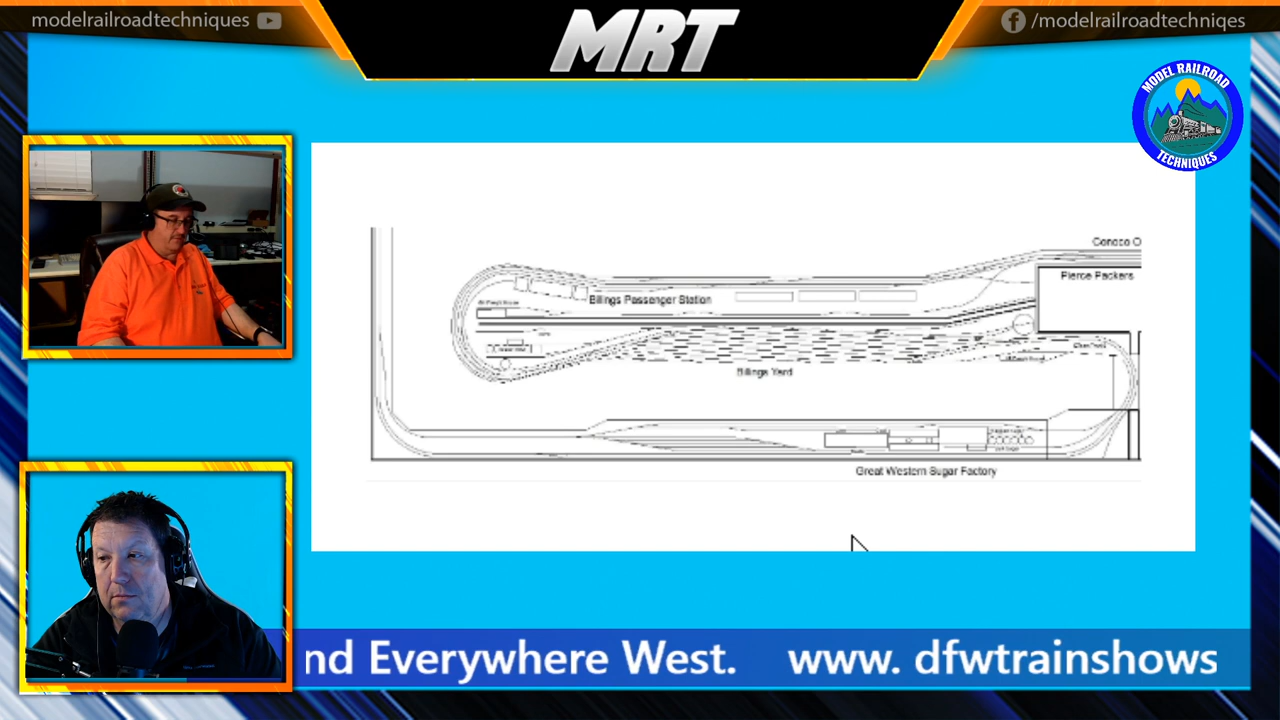 modelrailroadtechniques
MRT
/modelrailroadtechniqes
MODEL RAILROAD
TECHNIQUES
Conoco O
Pierce Packers
Billings Passenger Station
Billings Yard
Great Western Sugar Factory
nd Everywhere West. www. dfwtrainshows